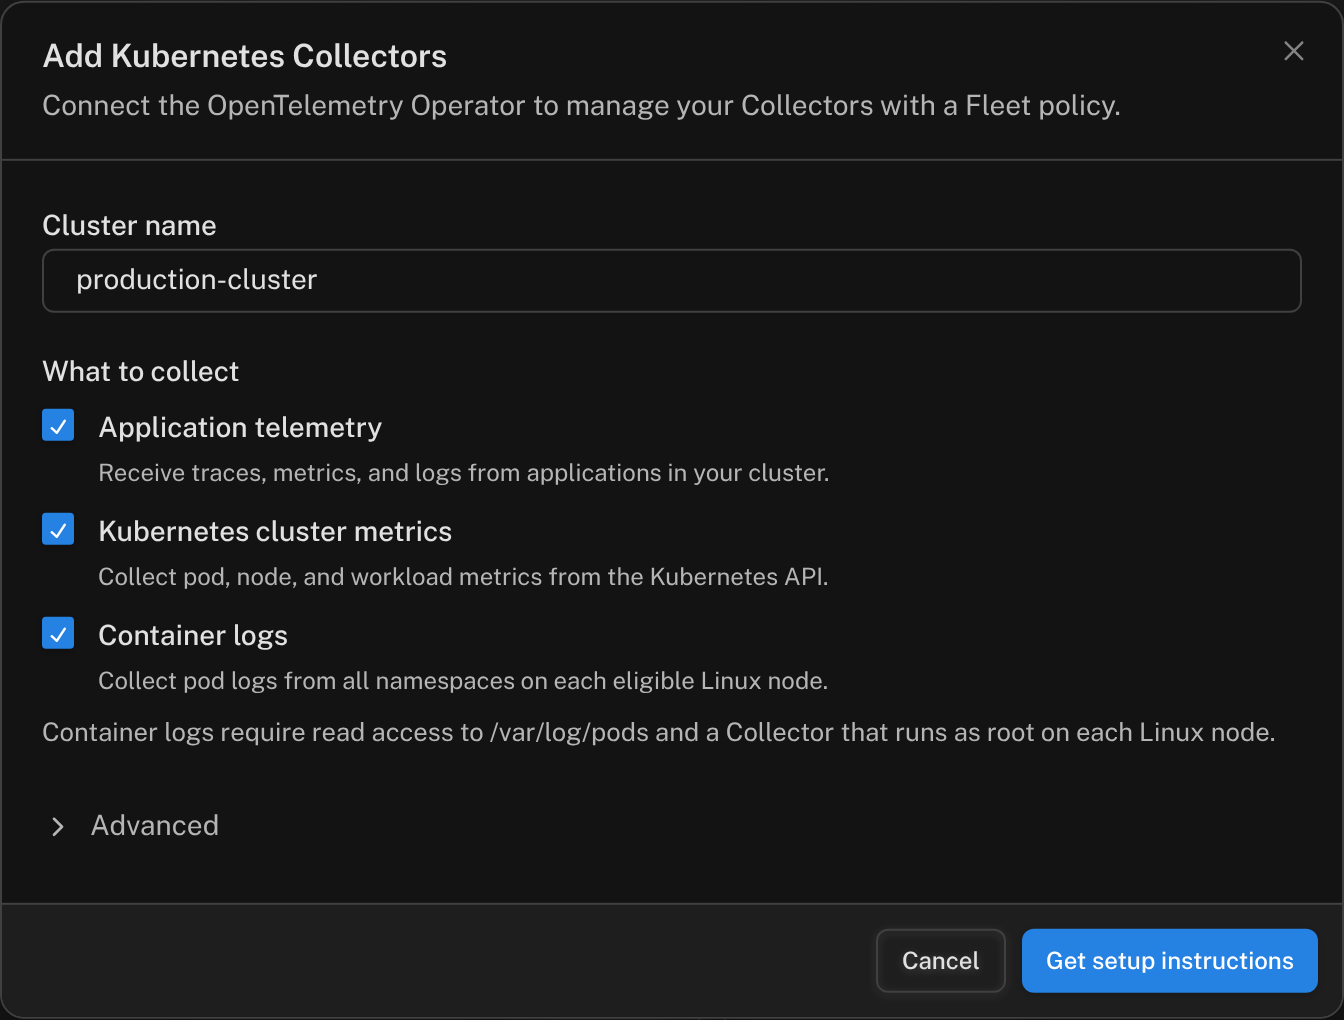 Add Kubernetes Collectors
Connect the OpenTelemetry Operator to manage your Collectors with a Fleet policy.
Cluster name
production-cluster
What to collect
Application telemetry
Receive traces, metrics, and logs from applications in your cluster.
Kubernetes cluster metrics
Collect pod, node, and workload metrics from the Kubernetes API.
Container logs
Collect pod logs from all namespaces on each eligible Linux node.
Container logs require read access to /var/log/pods and a Collector that runs as root on each Linux node.
Advanced
Cancel
Get setup instructions